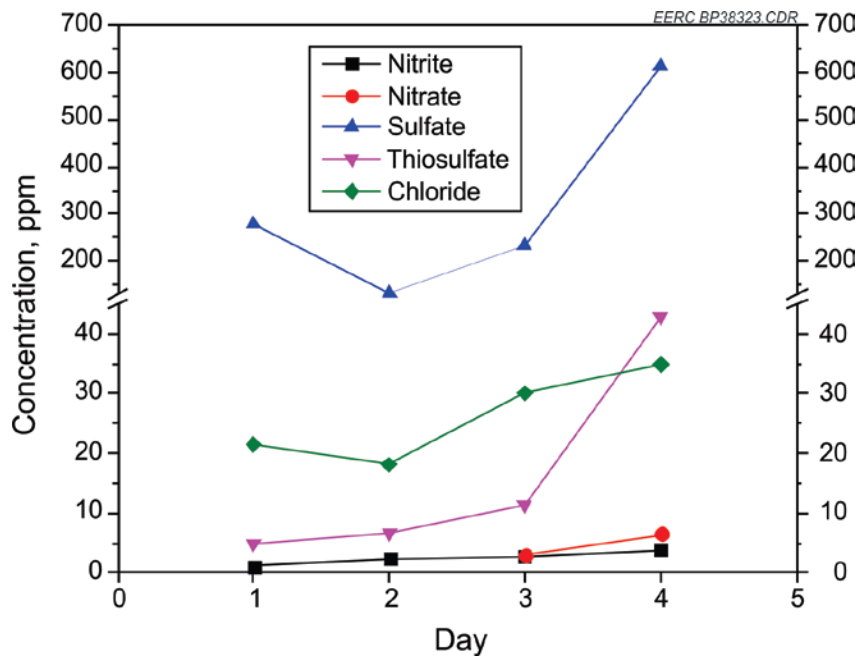 EERC BP38323.CDR
700 700
Nitrite
600 600
Nitrate
500 Sulfate 500
Thiosulfate
400 400
Chloride
300 300
200 200
Concentration, ppm
40 40
30 30
20 20
10 10
0 0
0 1 2 3 4 5
Day